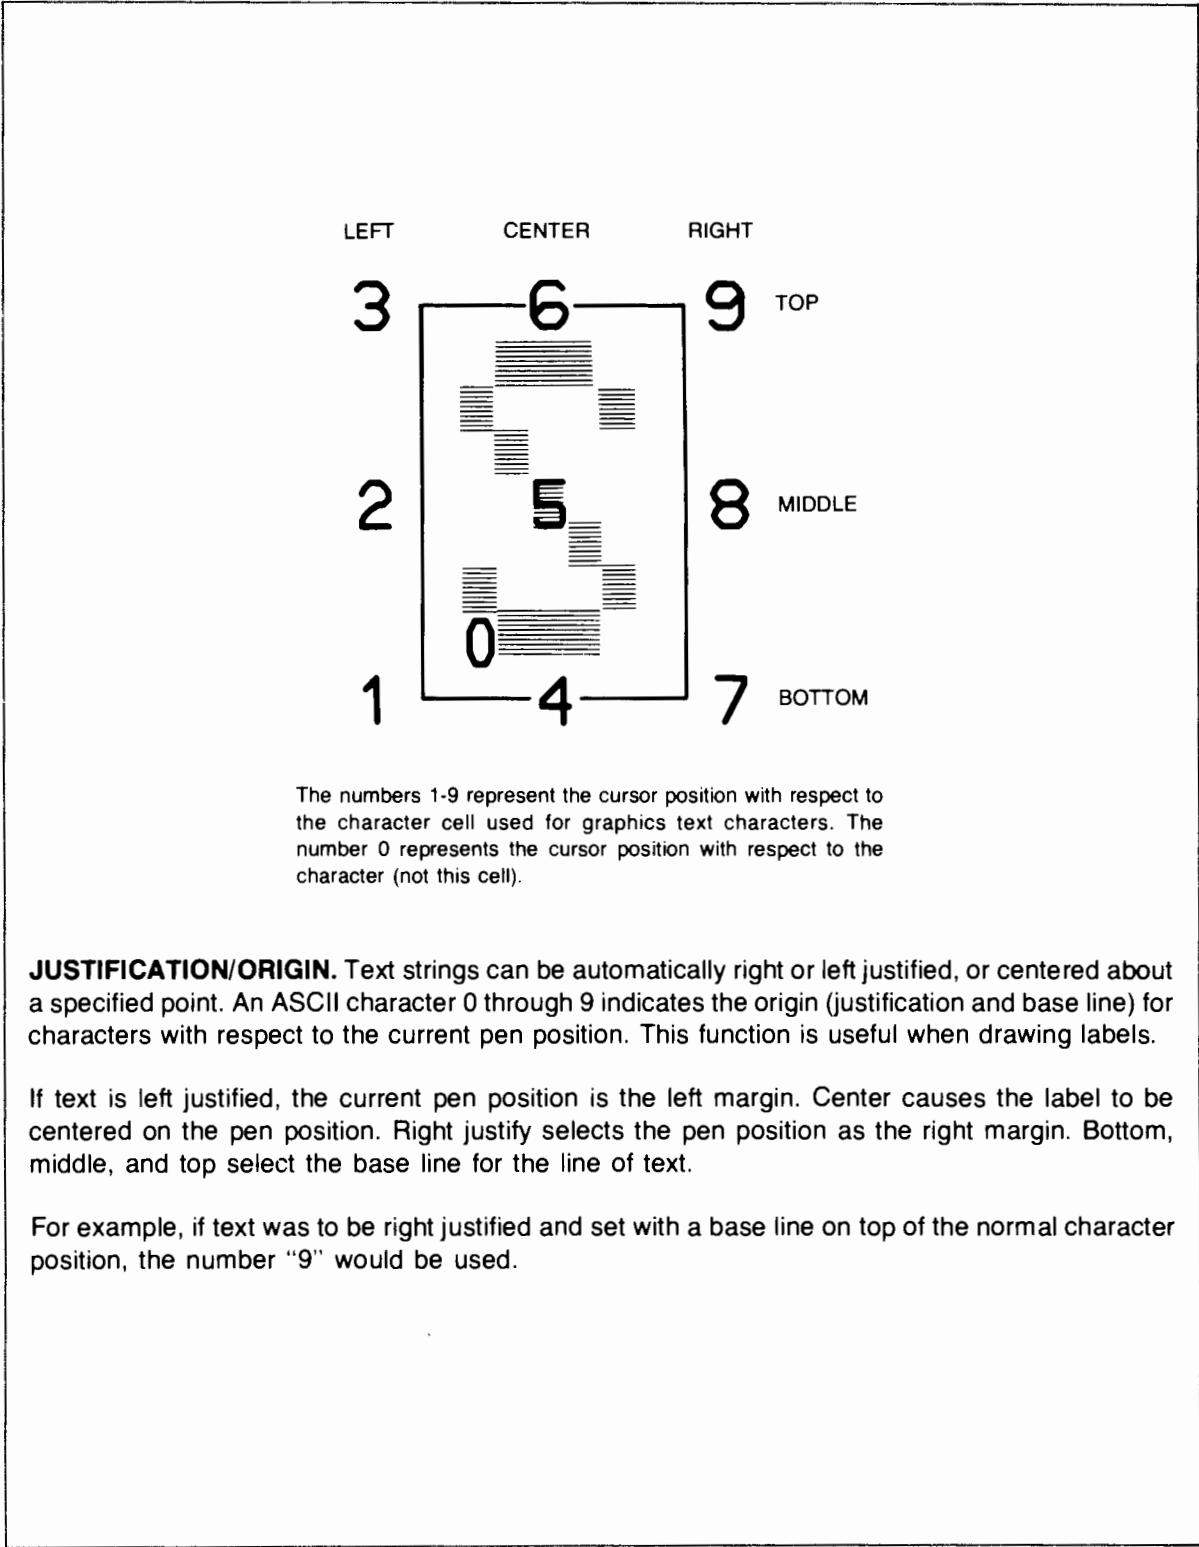 LEFT CENTER RIGHT
3 6 9 TOP
2 5 8 MIDDLE
0
1 4 7 BOTTOM
The numbers 1-9 represent the cursor position with respect to
the character cell used for graphics text characters. The
number 0 represents the cursor position with respect to the
character (not this cell).
JUSTIFICATION/ORIGIN. Text strings can be automatically right or left justified, or centered about
a specified point. An ASCII character 0 through 9 indicates the origin (justification and base line) for
characters with respect to the current pen position. This function is useful when drawing labels.
If text is left justified, the current pen position is the left margin. Center causes the label to be
centered on the pen position. Right justify selects the pen position as the right margin. Bottom,
middle, and top select the base line for the line of text.
For example, if text was to be right justified and set with a base line on top of the normal character
position, the number “9” would be used.